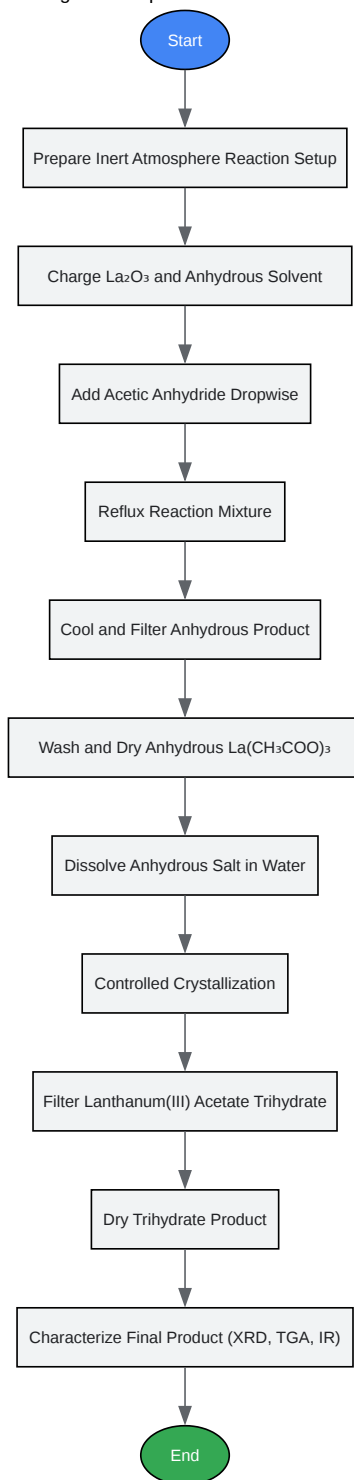 Start
Prepare Inert Atmosphere Reaction Setup
Charge La₂O₃ and Anhydrous Solvent
Add Acetic Anhydride Dropwise
Reflux Reaction Mixture
Cool and Filter Anhydrous Product
Wash and Dry Anhydrous La(CH₃COO)₃
Dissolve Anhydrous Salt in Water
Controlled Crystallization
Filter Lanthanum(III) Acetate Trihydrate
Dry Trihydrate Product
Characterize Final Product (XRD, TGA, IR)
End